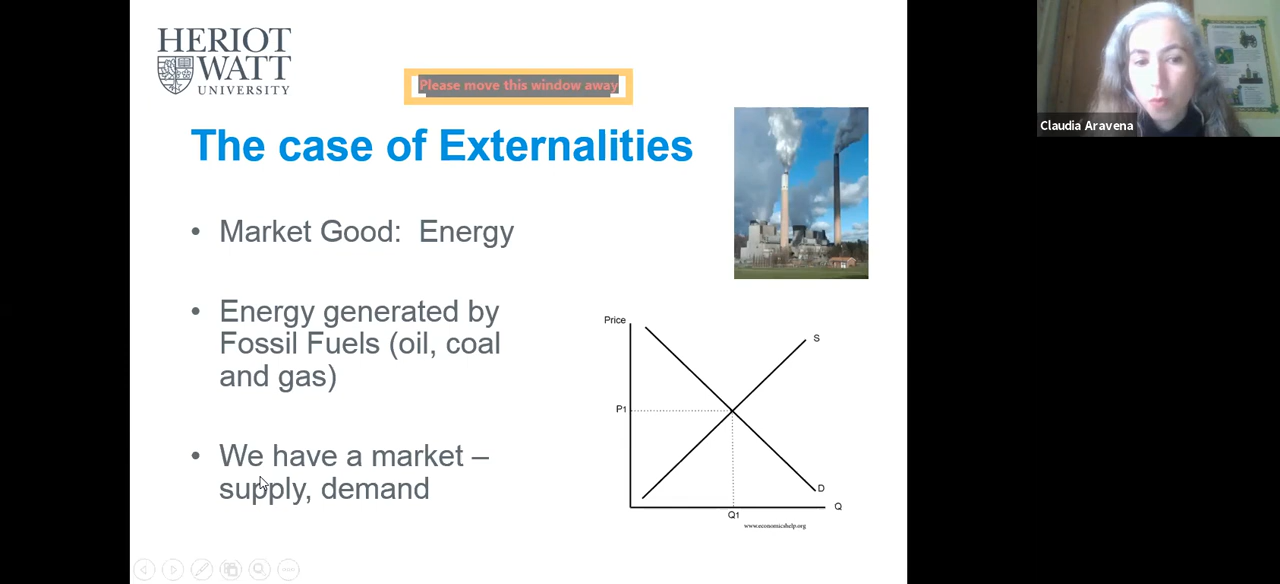 HERIOT
WATT
UNIVERSITY
Please move this window away
Claudia Aravena
The case of Externalities
• Market Good: Energy
• Energy generated by
Fossil Fuels (oil, coal
and gas)
• We have a market –
supply, demand
Price
S
P1
D
Q
Q1
www.economicshelp.org